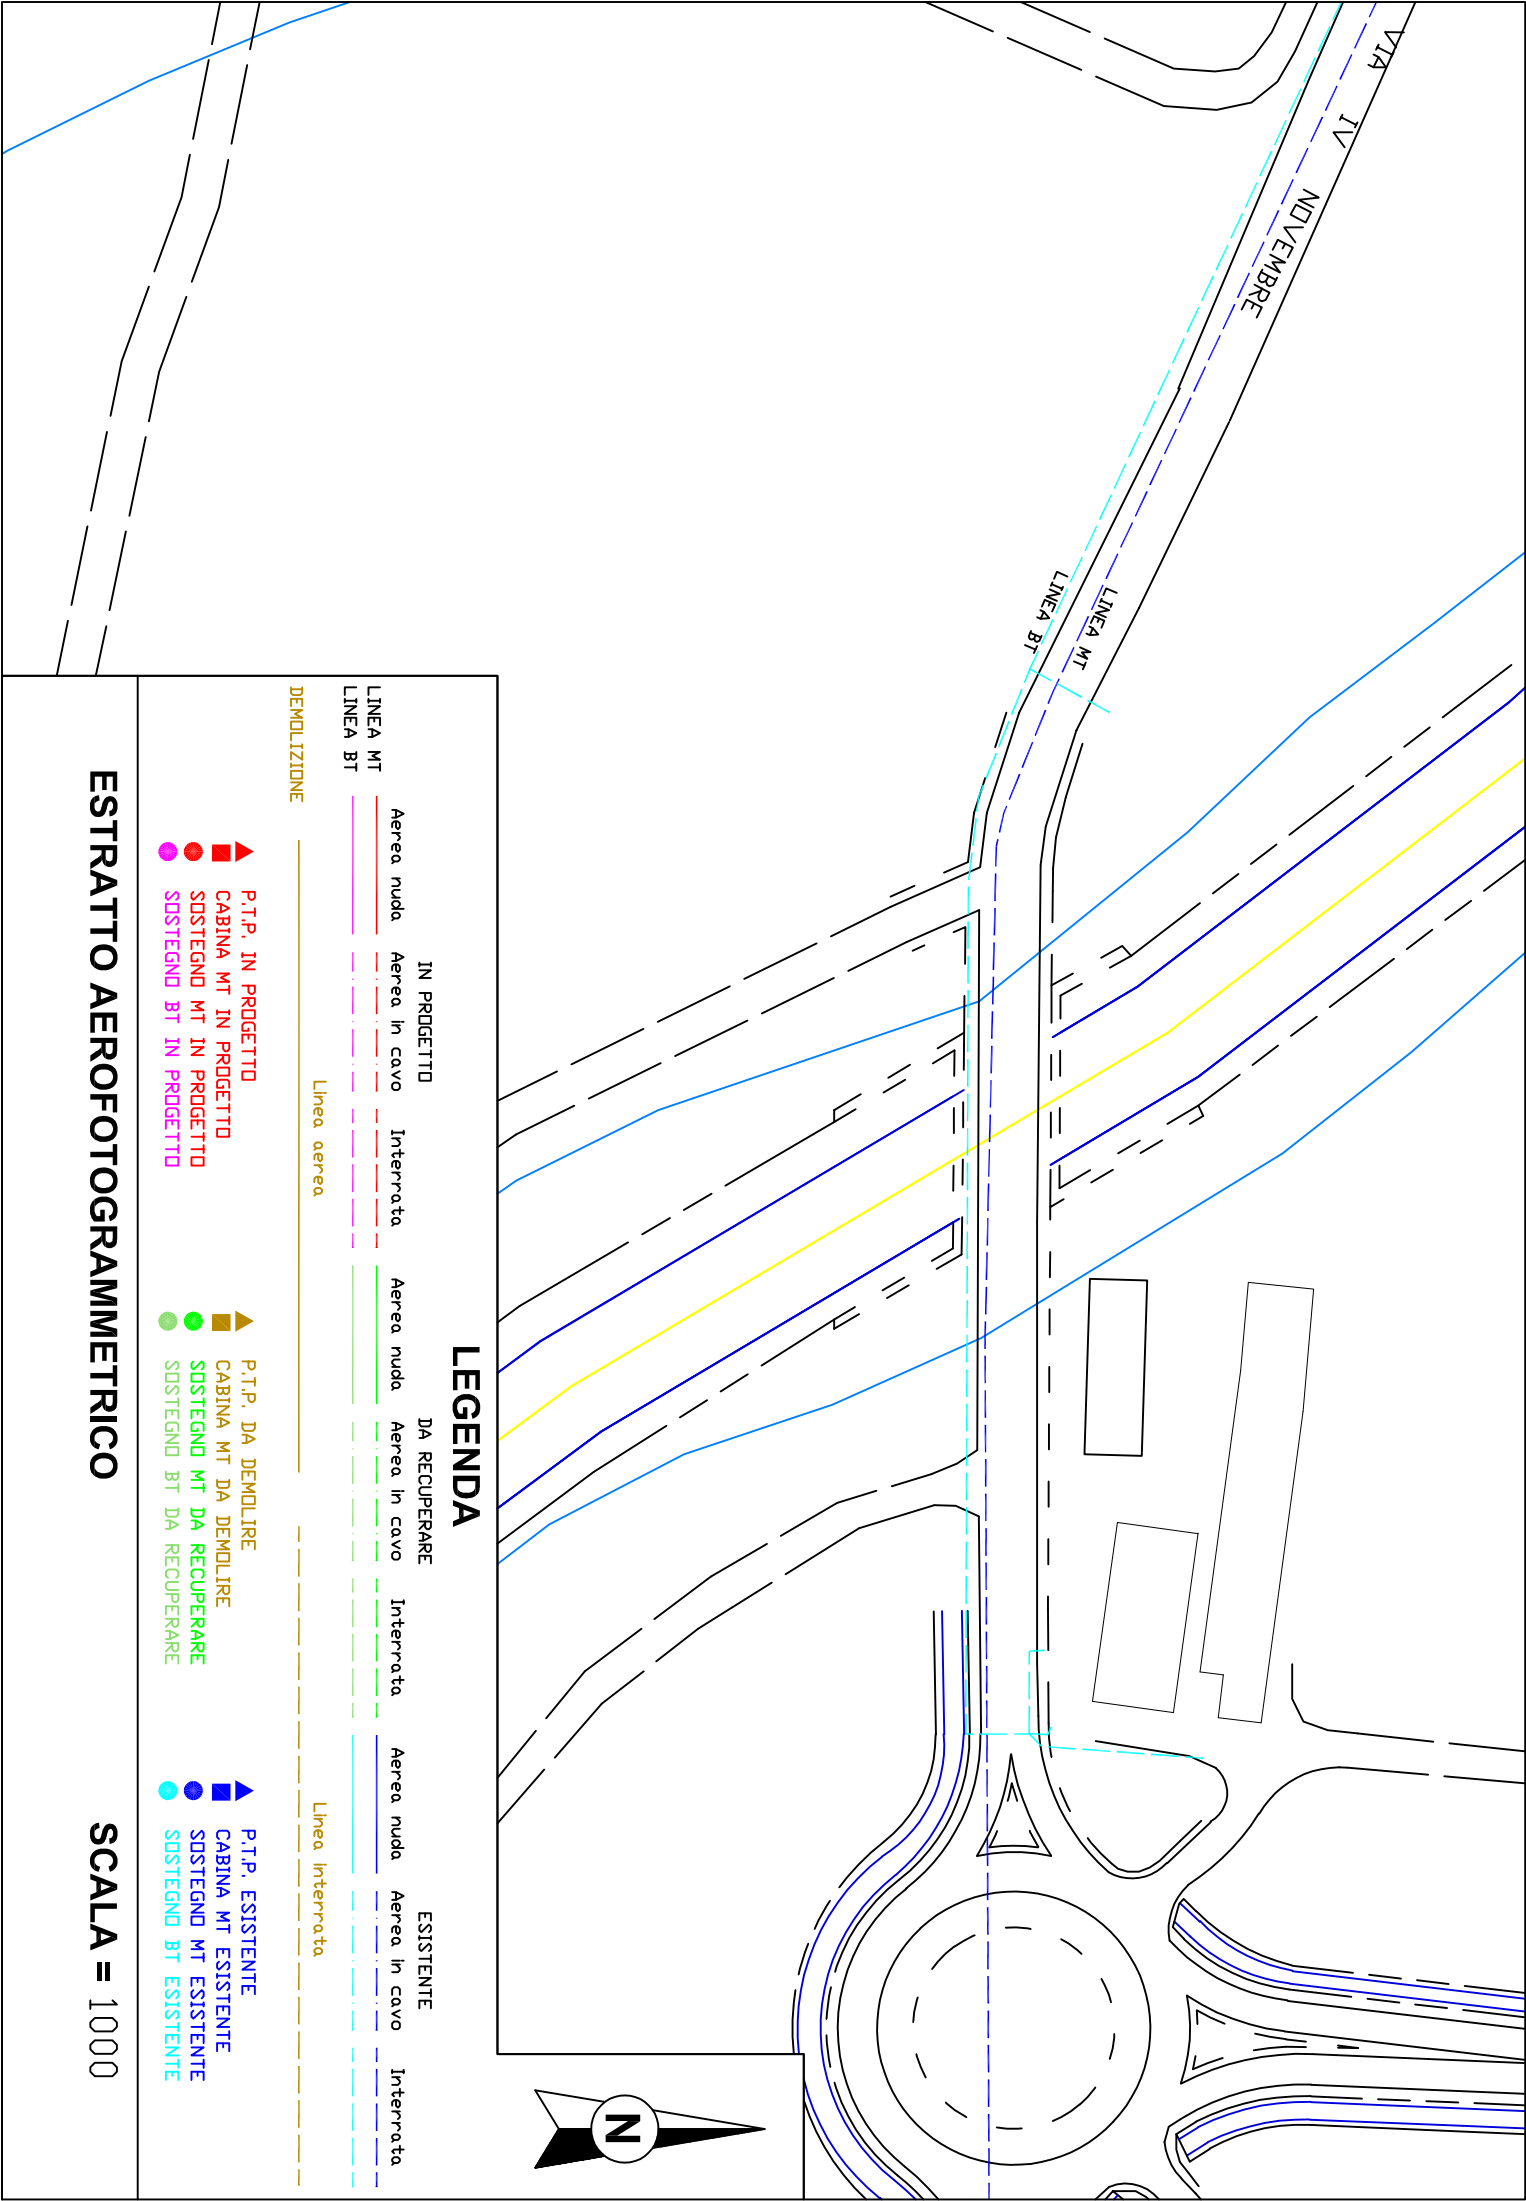 VIA IV NOVEMBRE
LINEA MT
LINEA BT
LEGENDA
IN PROGETTO
DA RECUPERARE
ESISTENTE
Aerea nuda
Aerea in cavo
Interrata
Aerea nuda
Aerea in cavo
Interrata
Aerea nuda
Aerea in cavo
Interrata
LINEA MT
LINEA BT
Linea aerea
Linea interrata
DEMOLIZIONE
P.T.P. IN PROGETTO
CABINA MT IN PROGETTO
SOSTEGNO MT IN PROGETTO
SOSTEGNO BT IN PROGETTO
P.T.P. DA DEMOLIRE
CABINA MT DA DEMOLIRE
SOSTEGNO MT DA RECUPERARE
SOSTEGNO BT DA RECUPERARE
P.T.P. ESISTENTE
CABINA MT ESISTENTE
SOSTEGNO MT ESISTENTE
SOSTEGNO BT ESISTENTE
ESTRATTO AEROFOTOGRAMMETRICO
SCALA = 1000
N